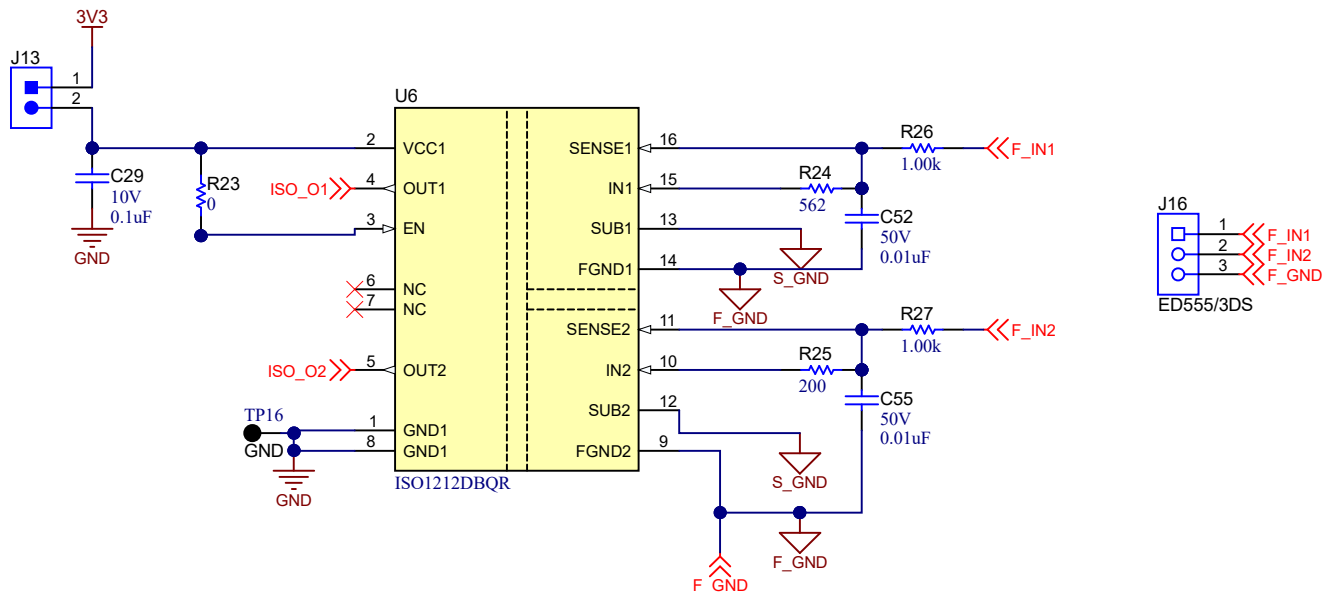 3V3
J13
1
2
C29
10V
0.1uF
GND
R23
0
ISO_O1
ISO_O2
TP16
GND
GND
U6
2 VCC1
4 OUT1
3 EN
6 NC
7 NC
5 OUT2
1 GND1
8 GND1
SENSE1 16
IN1 15
SUB1 13
FGND1 14
SENSE2 11
IN2 10
SUB2 12
FGND2 9
ISO1212DBQR
R26
1.00k
F_IN1
R24
562
C52
50V
0.01uF
S_GND
F_GND
R27
1.00k
F_IN2
R25
200
C55
50V
0.01uF
S_GND
F_GND
F_GND
J16
1 F_IN1
2 F_IN2
3 F_GND
ED555/3DS